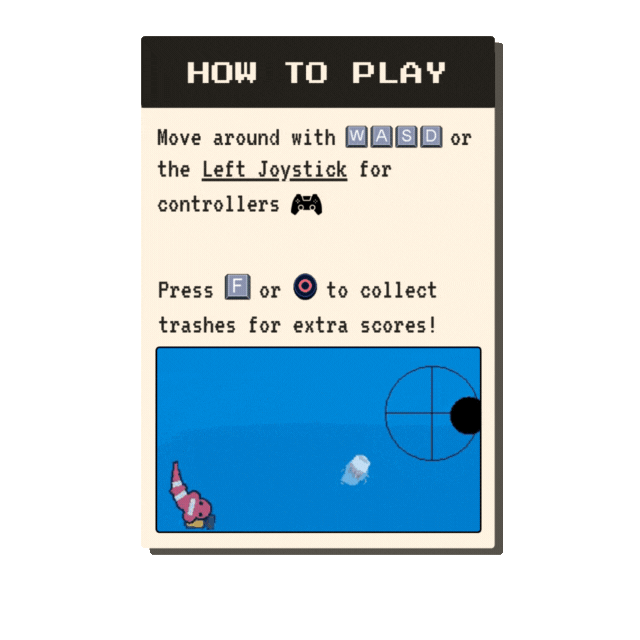 HOW TO PLAY
Move around with W A S D or
the Left Joystick for
controllers
Press F or to collect
trashes for extra scores!